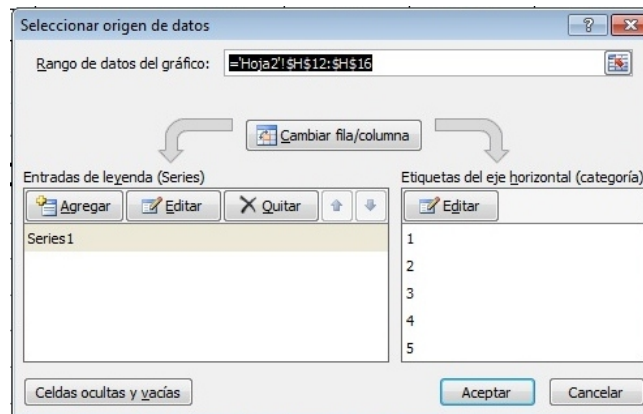 Seleccionar origen de datos
Rango de datos del gráfico: ='Hoja2'!$H$12:$H$16
Cambiar fila/columna
Entradas de leyenda (Series)
Agregar Editar Quitar
Series1
Etiquetas del eje horizontal (categoría)
Editar
1
2
3
4
5
Celdas ocultas y vacías
Aceptar Cancelar